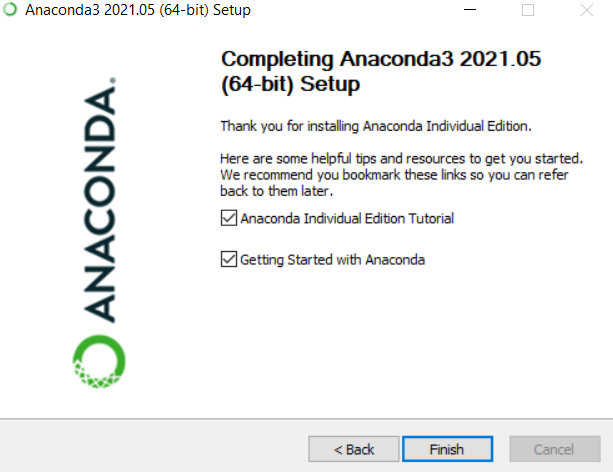 Anaconda3 2021.05 (64-bit) Setup
Completing Anaconda3 2021.05
(64-bit) Setup
Thank you for installing Anaconda Individual Edition.
Here are some helpful tips and resources to get you started.
We recommend you bookmark these links so you can refer
back to them later.
Anaconda Individual Edition Tutorial
Getting Started with Anaconda
ANACONDA.
< Back
Finish
Cancel